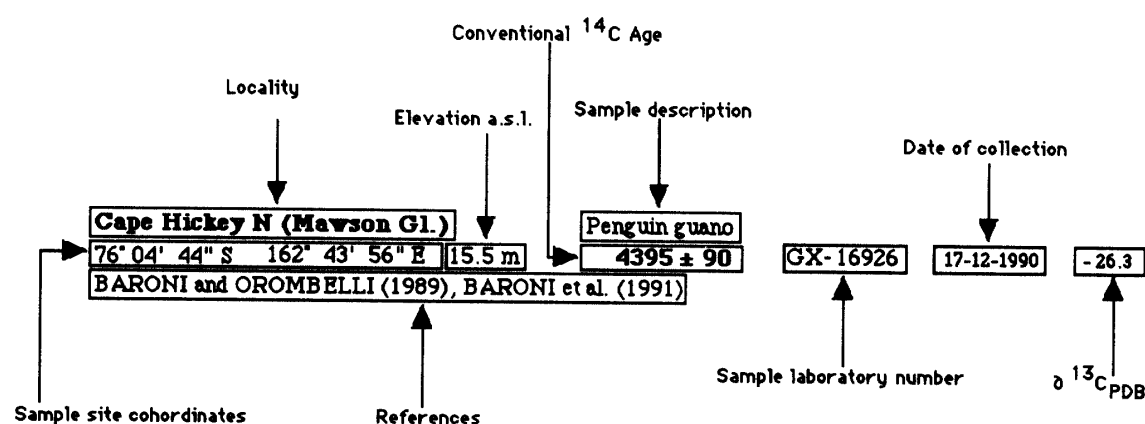 Conventional ¹⁴C Age
Locality
Elevation a.s.l.
Sample description
Date of collection
Cape Hickey N (Mawson Gl.)
Penguin guano
76° 04' 44" S 162° 43' 56" E 15.5 m 4395 ± 90 GX-16926 17-12-1990 -26.3
BARONI and OROMBELLI (1989), BARONI et al. (1991)
Sample laboratory number
∂ ¹³C PDB
Sample site cohordinates
References